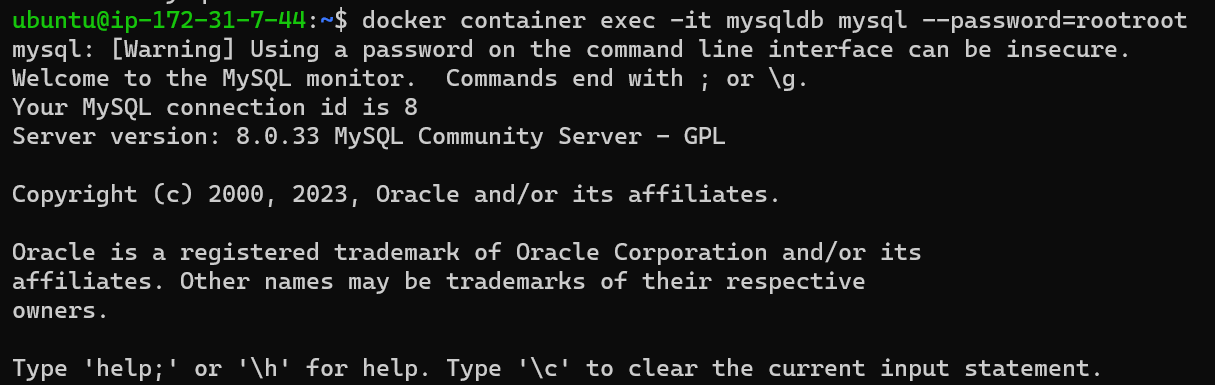 ubuntu@ip-172-31-7-44:~$ docker container exec -it mysqldb mysql --password=rootroot
mysql: [Warning] Using a password on the command line interface can be insecure.
Welcome to the MySQL monitor.  Commands end with ; or \g.
Your MySQL connection id is 8
Server version: 8.0.33 MySQL Community Server - GPL

Copyright (c) 2000, 2023, Oracle and/or its affiliates.

Oracle is a registered trademark of Oracle Corporation and/or its
affiliates. Other names may be trademarks of their respective
owners.

Type 'help;' or '\h' for help. Type '\c' to clear the current input statement.